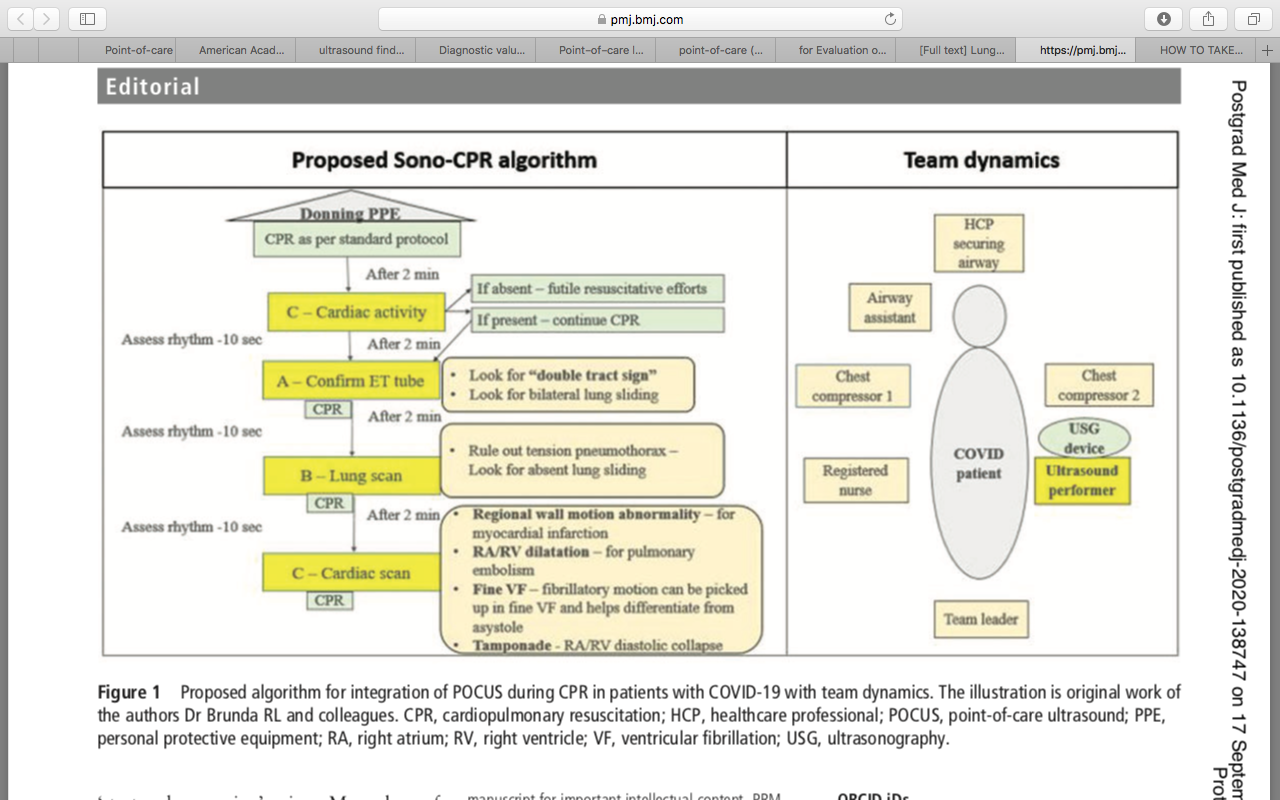 pmj.bmj.com
Point-of-care
American Acad...
ultrasound find...
Diagnostic valu...
Point-of-care l...
point-of-care (...
for Evaluation o...
[Full text] Lung...
https://pmj.bmj...
HOW TO TAKE...
Editorial
Proposed Sono-CPR algorithm
Donning PPE
CPR as per standard protocol
After 2 min
If absent – futile resuscitative efforts
C – Cardiac activity
If present – continue CPR
Assess rhythm -10 sec
After 2 min
A – Confirm ET tube
• Look for “double tract sign”
• Look for bilateral lung sliding
CPR
After 2 min
Assess rhythm -10 sec
B – Lung scan
• Rule out tension pneumothorax –
Look for absent lung sliding
CPR
After 2 min
Assess rhythm -10 sec
C – Cardiac scan
• Regional wall motion abnormality – for
myocardial infarction
• RA/RV dilatation – for pulmonary
embolism
• Fine VF – fibrillatory motion can be picked
up in fine VF and helps differentiate from
asystole
• Tamponade - RA/RV diastolic collapse
CPR
Team dynamics
HCP
securing
airway
Airway
assistant
Chest
compressor 1
Chest
compressor 2
USG
device
COVID
patient
Registered
nurse
Ultrasound
performer
Team leader
Figure 1 Proposed algorithm for integration of POCUS during CPR in patients with COVID-19 with team dynamics. The illustration is original work of
the authors Dr Brunda RL and colleagues. CPR, cardiopulmonary resuscitation; HCP, healthcare professional; POCUS, point-of-care ultrasound; PPE,
personal protective equipment; RA, right atrium; RV, right ventricle; VF, ventricular fibrillation; USG, ultrasonography.
manuscript for important intellectual content. PRM
ORCID iDs
Postgrad Med J: first published as 10.1136/postgradmedj-2020-138747 on 17 Septem